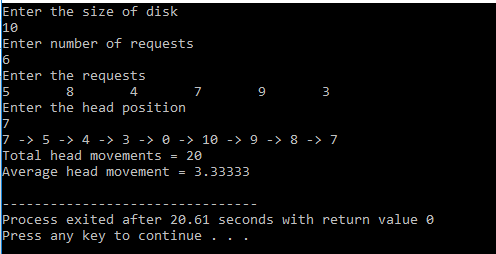 Enter the size of disk
10
Enter number of requests
6
Enter the requests
5 8 4 7 9 3
Enter the head position
7
7 -> 5 -> 4 -> 3 -> 0 -> 10 -> 9 -> 8 -> 7
Total head movements = 20
Average head movement = 3.33333
--------------------------------
Process exited after 20.61 seconds with return value 0
Press any key to continue . . .